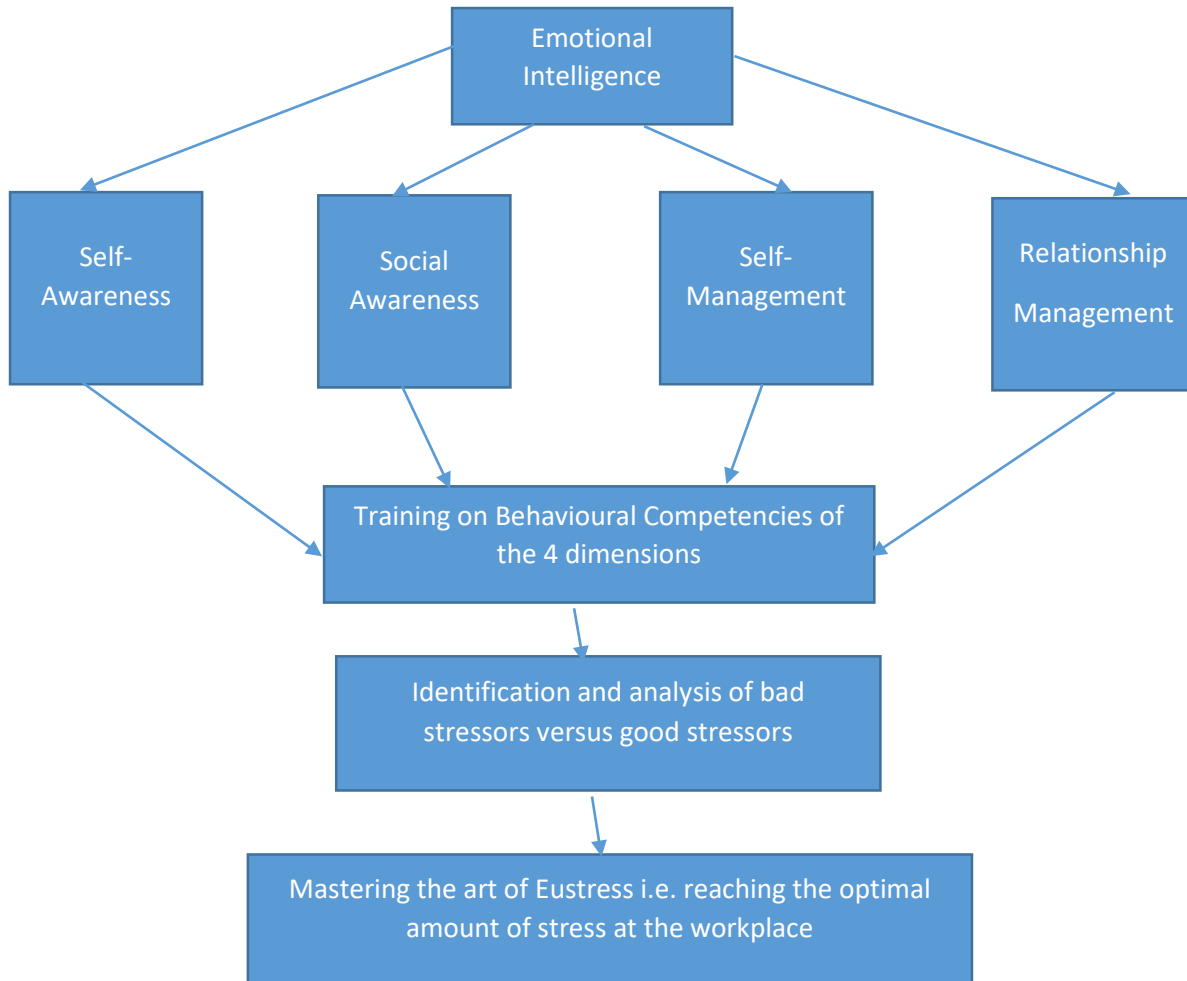 Emotional
Intelligence
Self-
Awareness
Social
Awareness
Self-
Management
Relationship
Management
Training on Behavioural Competencies of
the 4 dimensions
Identification and analysis of bad
stressors versus good stressors
Mastering the art of Eustress i.e. reaching the optimal
amount of stress at the workplace